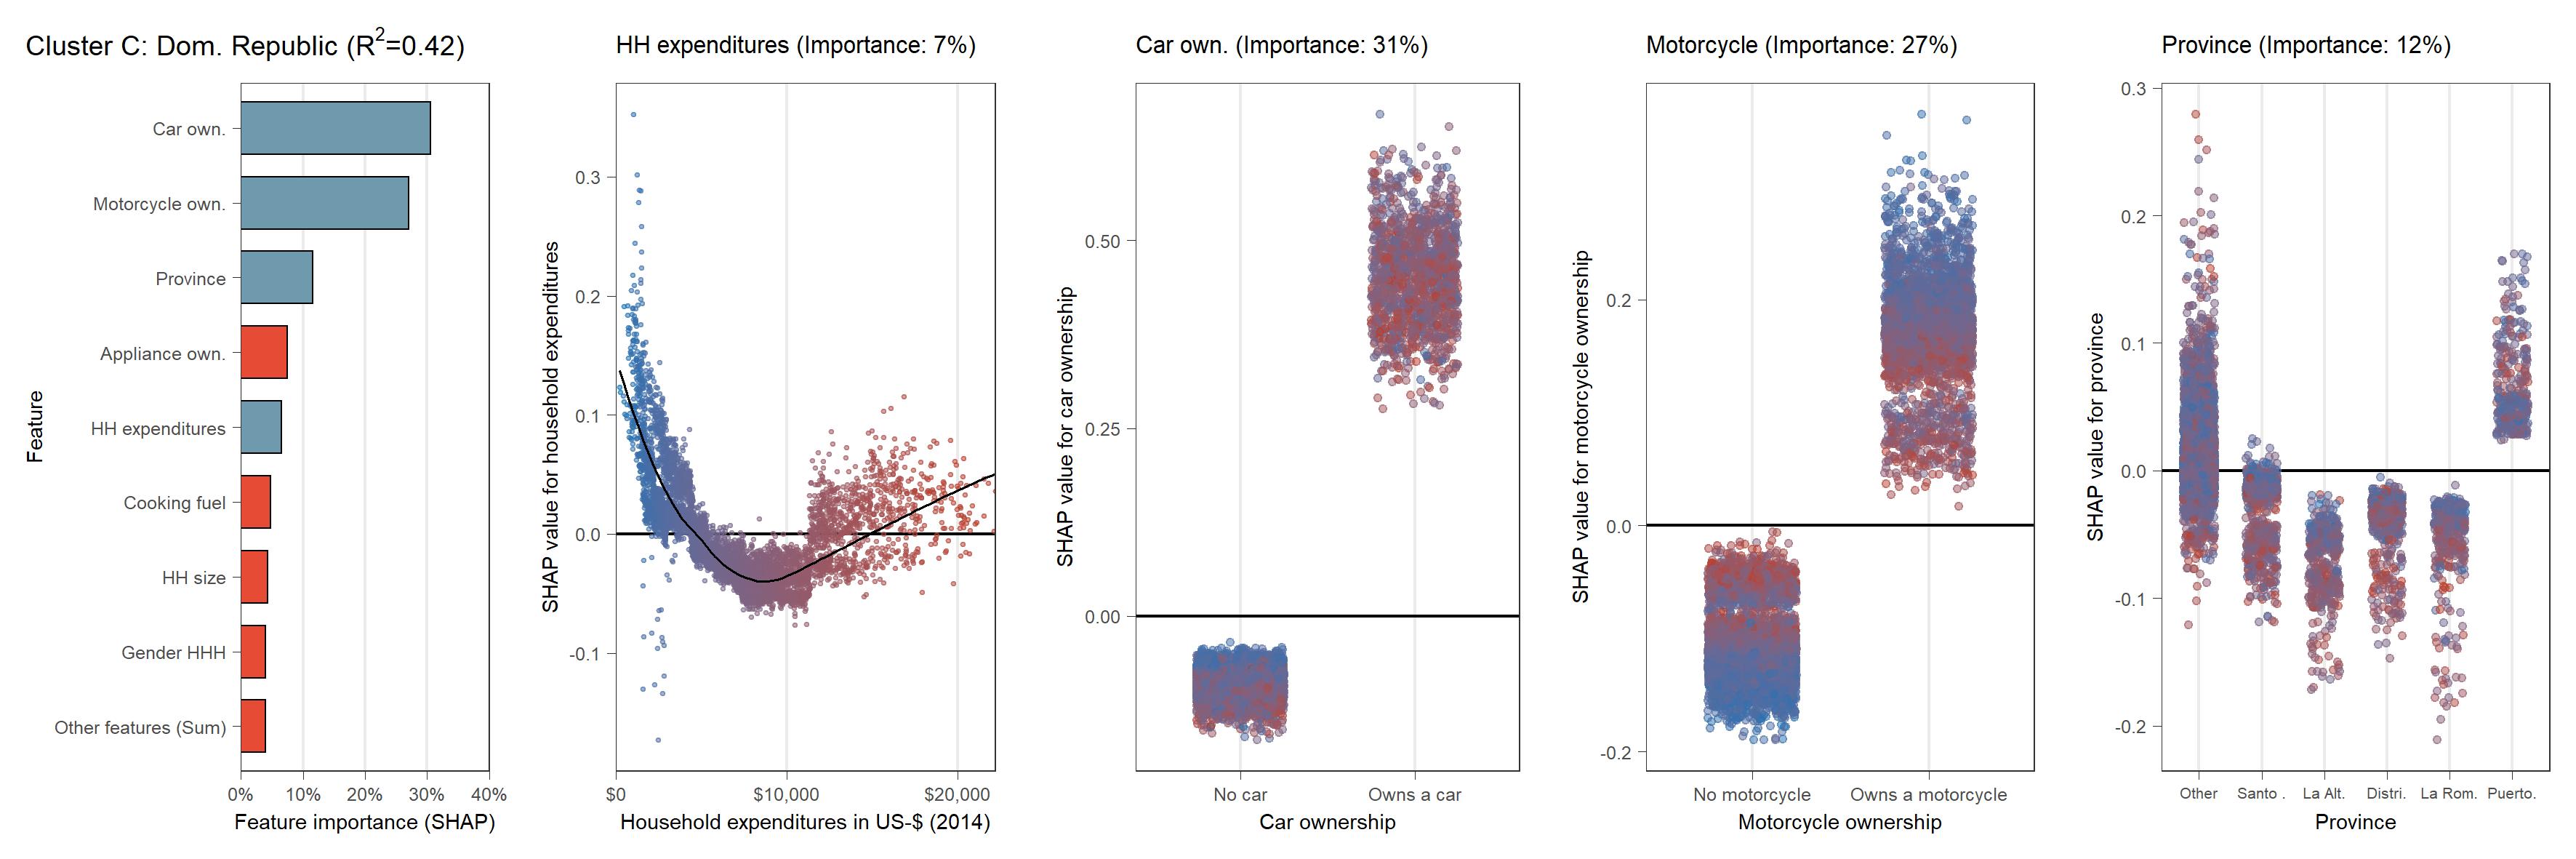 Cluster C: Dom. Republic (R²=0.42)
Feature
Car own.
Motorcycle own.
Province
Appliance own.
HH expenditures
Cooking fuel
HH size
Gender HHH
Other features (Sum)
0% 10% 20% 30% 40%
Feature importance (SHAP)
HH expenditures (Importance: 7%)
SHAP value for household expenditures
0.3
0.2
0.1
0.0
-0.1
$0 $10,000 $20,000
Household expenditures in US-$ (2014)
Car own. (Importance: 31%)
SHAP value for car ownership
0.50
0.25
0.00
No car Owns a car
Car ownership
Motorcycle (Importance: 27%)
SHAP value for motorcycle ownership
0.2
0.0
-0.2
No motorcycle Owns a motorcycle
Motorcycle ownership
Province (Importance: 12%)
SHAP value for province
0.3
0.2
0.1
0.0
-0.1
-0.2
Other Santo . La Alt. Distri. La Rom. Puerto.
Province